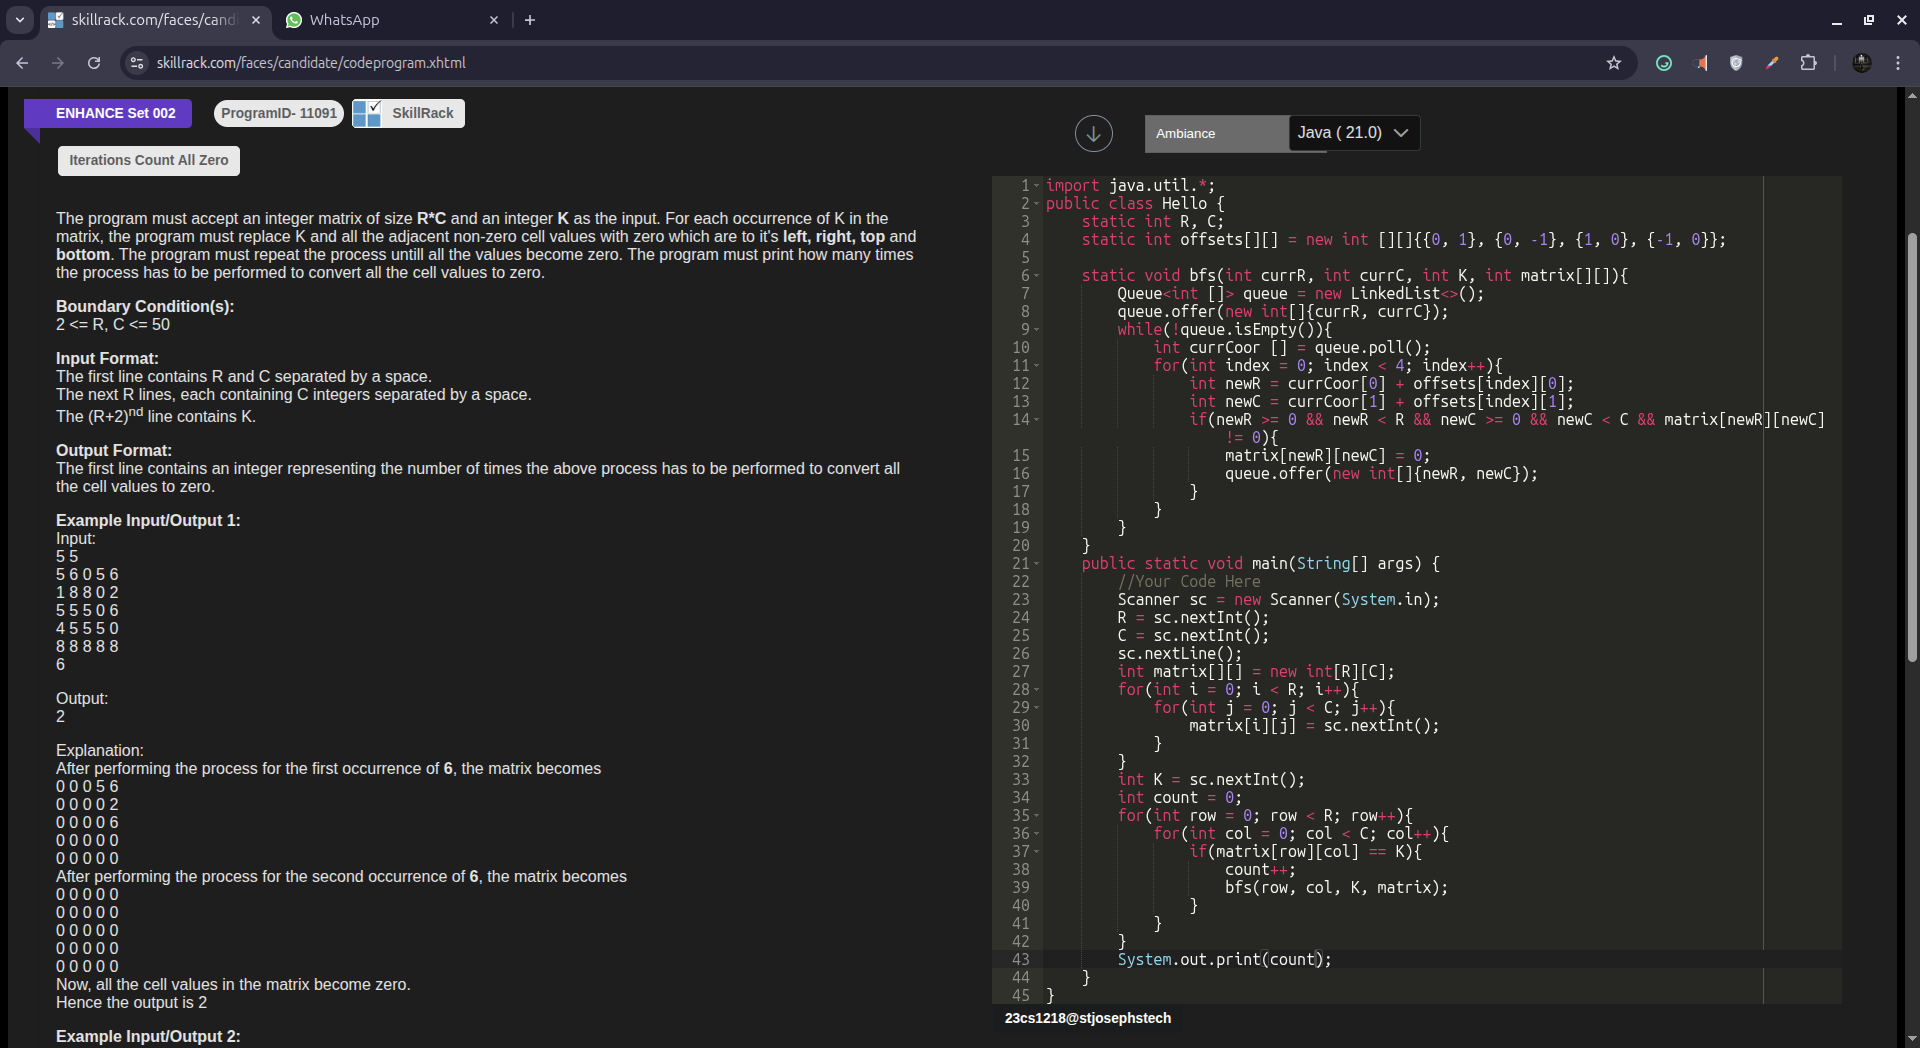 skillrack.com/faces/cand
WhatsApp
skillrack.com/faces/candidate/codeprogram.xhtml
ENHANCE Set 002
ProgramID- 11091
SkillRack
Iterations Count All Zero
The program must accept an integer matrix of size R*C and an integer K as the input. For each occurrence of K in the
matrix, the program must replace K and all the adjacent non-zero cell values with zero which are to it's left, right, top and
bottom. The program must repeat the process untill all the values become zero. The program must print how many times
the process has to be performed to convert all the cell values to zero.
Boundary Condition(s):
2 <= R, C <= 50
Input Format:
The first line contains R and C separated by a space.
The next R lines, each containing C integers separated by a space.
The (R+2)nd line contains K.
Output Format:
The first line contains an integer representing the number of times the above process has to be performed to convert all
the cell values to zero.
Example Input/Output 1:
Input:
5 5
5 6 0 5 6
1 8 8 0 2
5 5 5 0 6
4 5 5 5 0
8 8 8 8 8
6
Output:
2
Explanation:
After performing the process for the first occurrence of 6, the matrix becomes
0 0 0 5 6
0 0 0 0 2
0 0 0 0 6
0 0 0 0 0
0 0 0 0 0
After performing the process for the second occurrence of 6, the matrix becomes
0 0 0 0 0
0 0 0 0 0
0 0 0 0 0
0 0 0 0 0
0 0 0 0 0
Now, all the cell values in the matrix become zero.
Hence the output is 2
Example Input/Output 2:
Ambiance
Java ( 21.0)
1 import java.util.*;
2 public class Hello {
3     static int R, C;
4     static int offsets[][] = new int [][]{{0, 1}, {0, -1}, {1, 0}, {-1, 0}};
5
6     static void bfs(int currR, int currC, int K, int matrix[][]){
7         Queue<int []> queue = new LinkedList<>();
8         queue.offer(new int[]{currR, currC});
9         while(!queue.isEmpty()){
10             int currCoor [] = queue.poll();
11             for(int index = 0; index < 4; index++){
12                 int newR = currCoor[0] + offsets[index][0];
13                 int newC = currCoor[1] + offsets[index][1];
14                 if(newR >= 0 && newR < R && newC >= 0 && newC < C && matrix[newR][newC]
                    != 0){
15                     matrix[newR][newC] = 0;
16                     queue.offer(new int[]{newR, newC});
17                 }
18             }
19         }
20     }
21     public static void main(String[] args) {
22         //Your Code Here
23         Scanner sc = new Scanner(System.in);
24         R = sc.nextInt();
25         C = sc.nextInt();
26         sc.nextLine();
27         int matrix[][] = new int[R][C];
28         for(int i = 0; i < R; i++){
29             for(int j = 0; j < C; j++){
30                 matrix[i][j] = sc.nextInt();
31             }
32         }
33         int K = sc.nextInt();
34         int count = 0;
35         for(int row = 0; row < R; row++){
36             for(int col = 0; col < C; col++){
37                 if(matrix[row][col] == K){
38                     count++;
39                     bfs(row, col, K, matrix);
40                 }
41             }
42         }
43         System.out.print(count);
44     }
45 }
23cs1218@stjosephstech